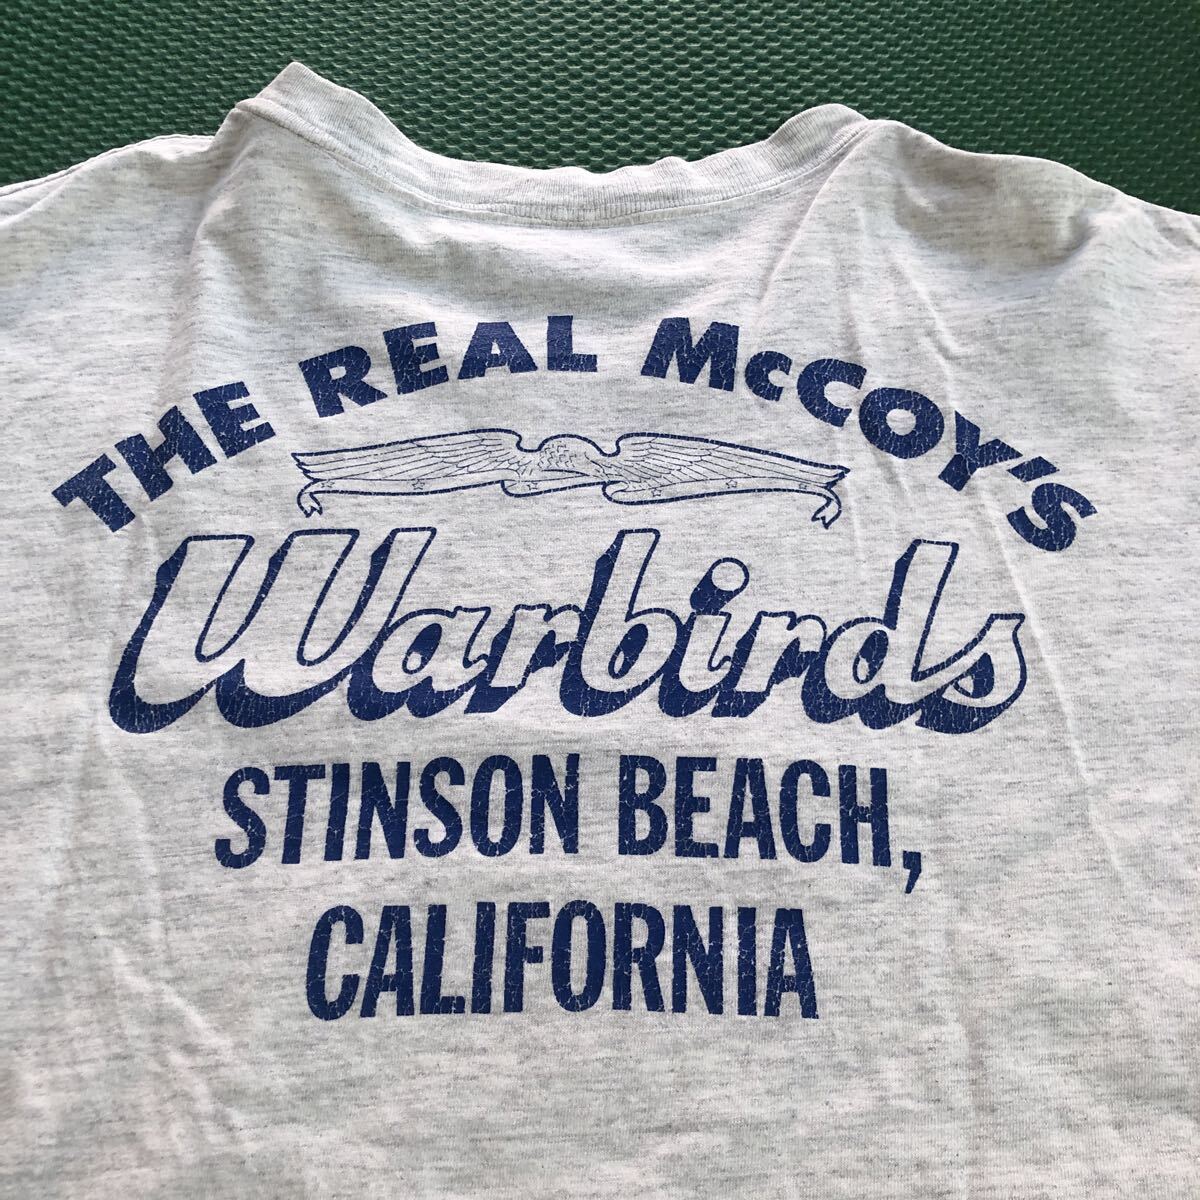 THE REAL McCOY'S
Warbirds
STINSON BEACH,
CALIFORNIA